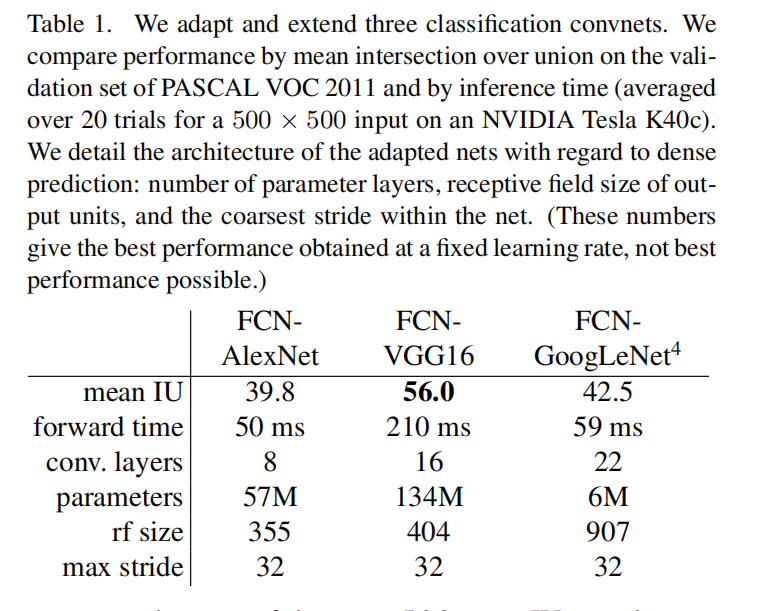 Table 1. We adapt and extend three classification convnets. We
compare performance by mean intersection over union on the vali-
dation set of PASCAL VOC 2011 and by inference time (averaged
over 20 trials for a 500 × 500 input on an NVIDIA Tesla K40c).
We detail the architecture of the adapted nets with regard to dense
prediction: number of parameter layers, receptive field size of out-
put units, and the coarsest stride within the net. (These numbers
give the best performance obtained at a fixed learning rate, not best
performance possible.)
FCN- FCN- FCN-
AlexNet VGG16 GoogLeNet⁴
mean IU 39.8 56.0 42.5
forward time 50 ms 210 ms 59 ms
conv. layers 8 16 22
parameters 57M 134M 6M
rf size 355 404 907
max stride 32 32 32